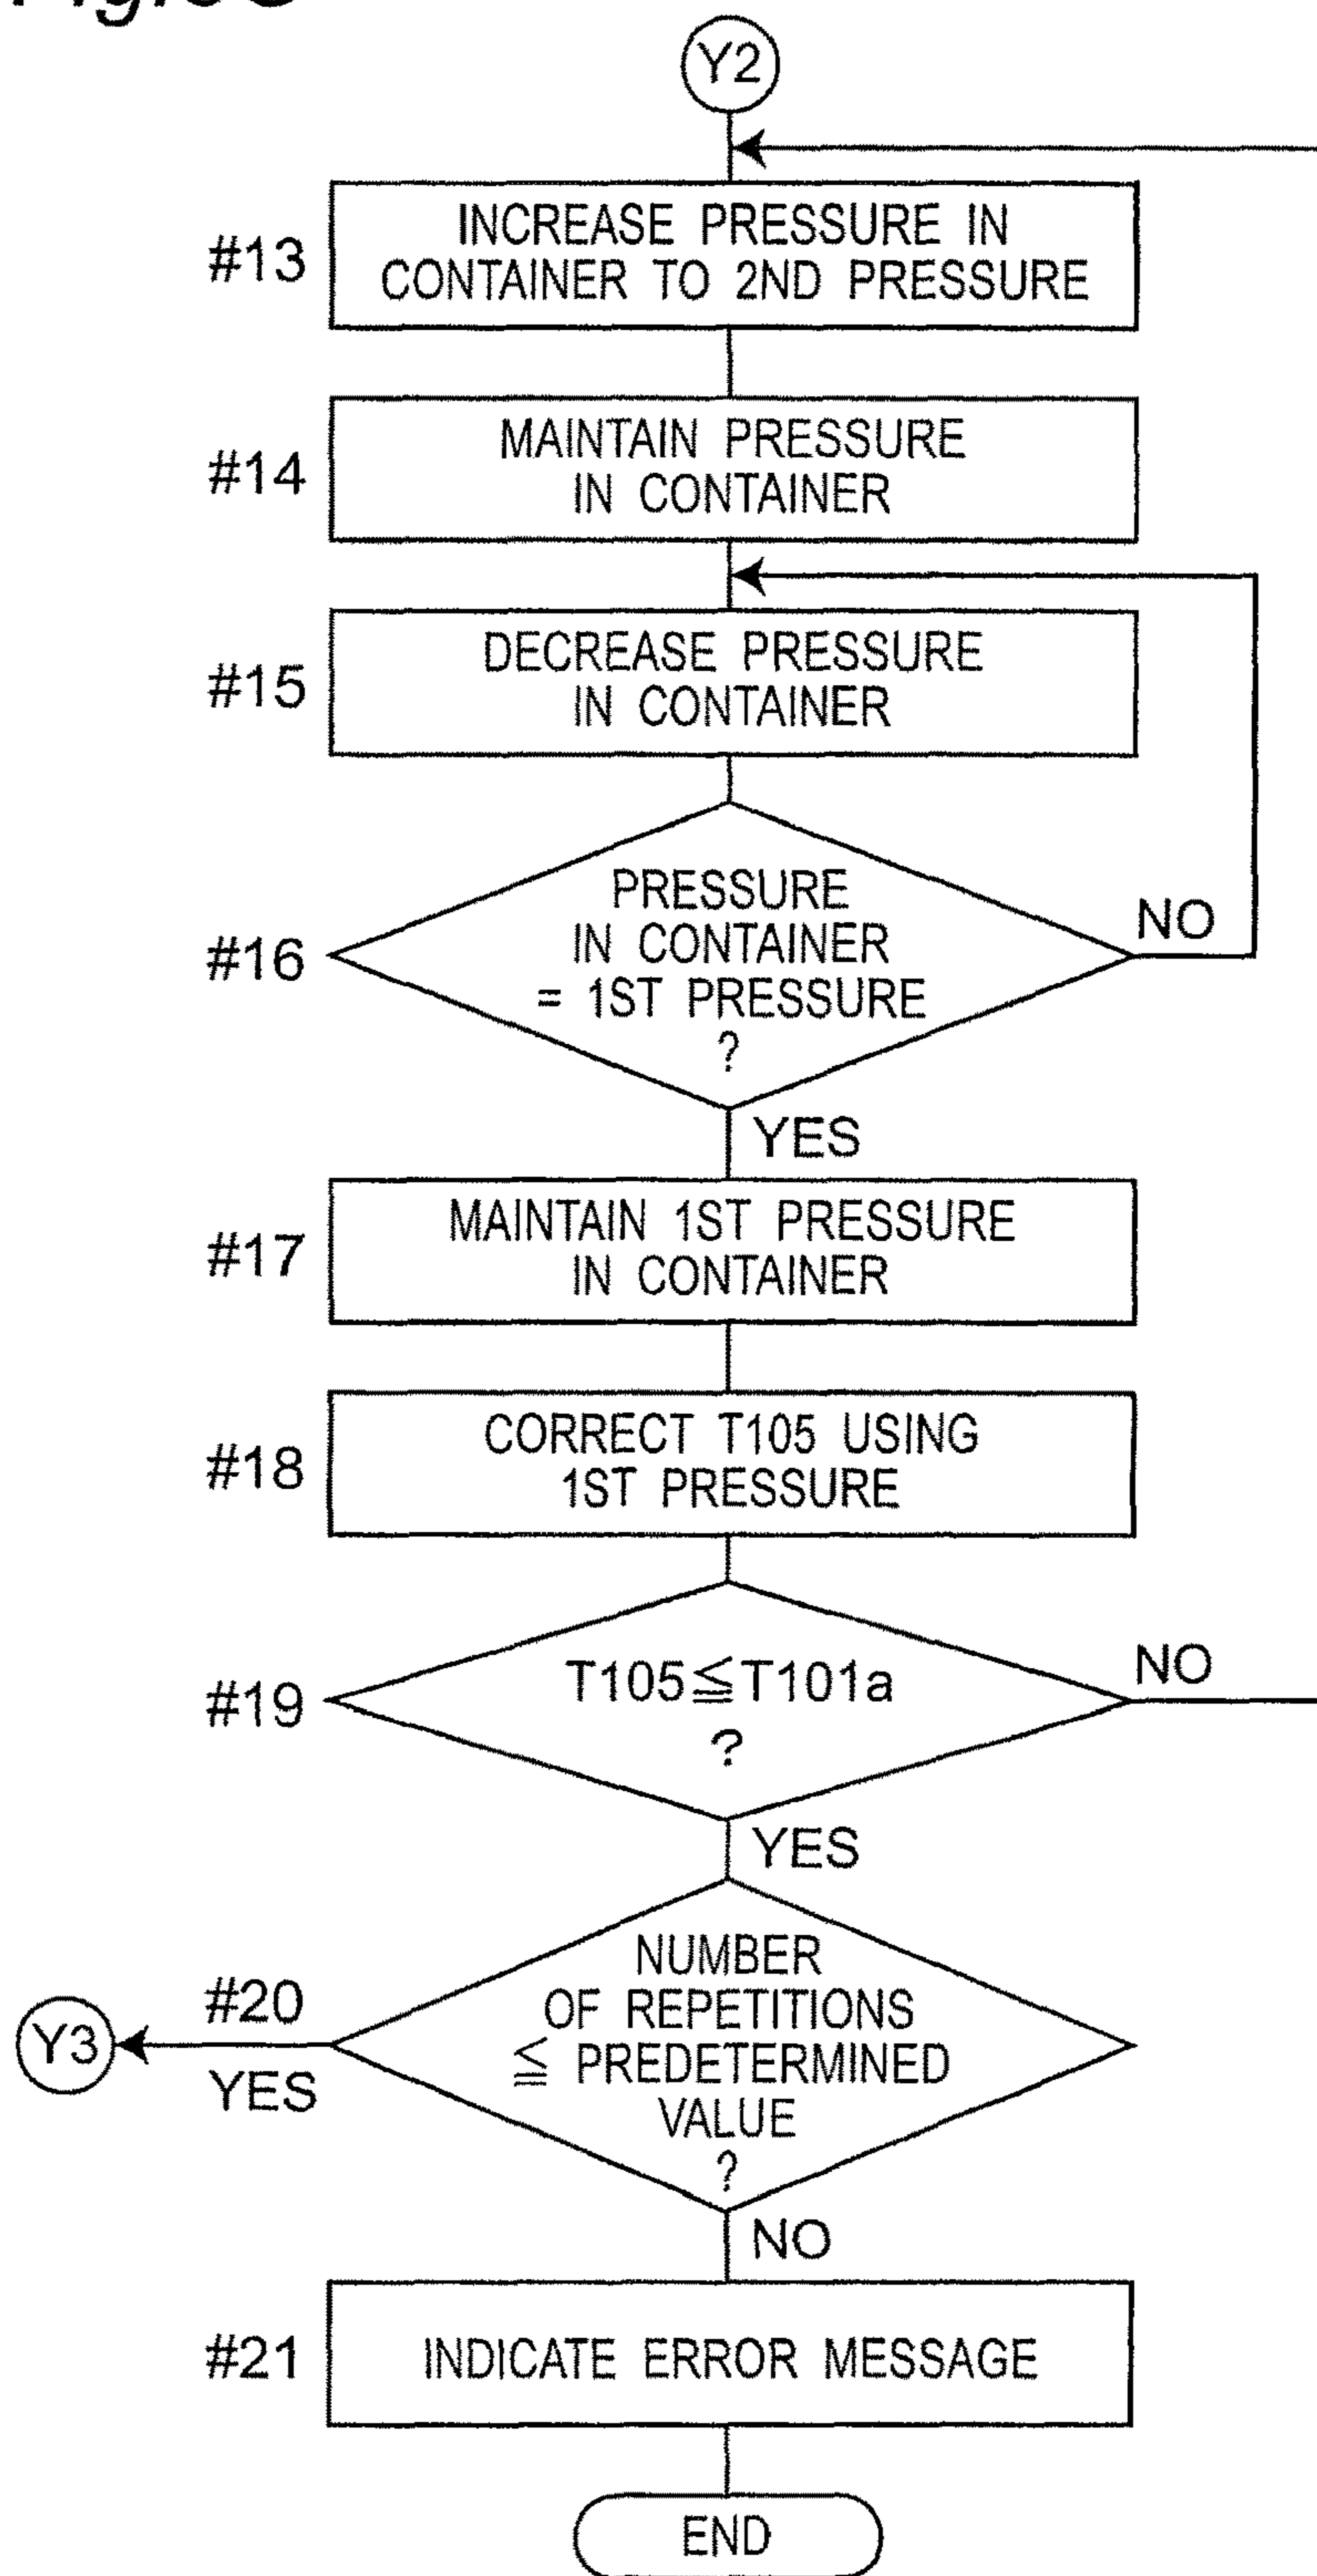 Y2
#13
INCREASE PRESSURE IN
CONTAINER TO 2ND PRESSURE
#14
MAINTAIN PRESSURE
IN CONTAINER
#15
DECREASE PRESSURE
IN CONTAINER
#16
PRESSURE
IN CONTAINER
= 1ST PRESSURE
?
NO
YES
#17
MAINTAIN 1ST PRESSURE
IN CONTAINER
#18
CORRECT T105 USING
1ST PRESSURE
#19
T105≦T101a
?
NO
YES
#20
NUMBER
OF REPETITIONS
≦ PREDETERMINED
VALUE
?
Y3
YES
NO
#21
INDICATE ERROR MESSAGE
END